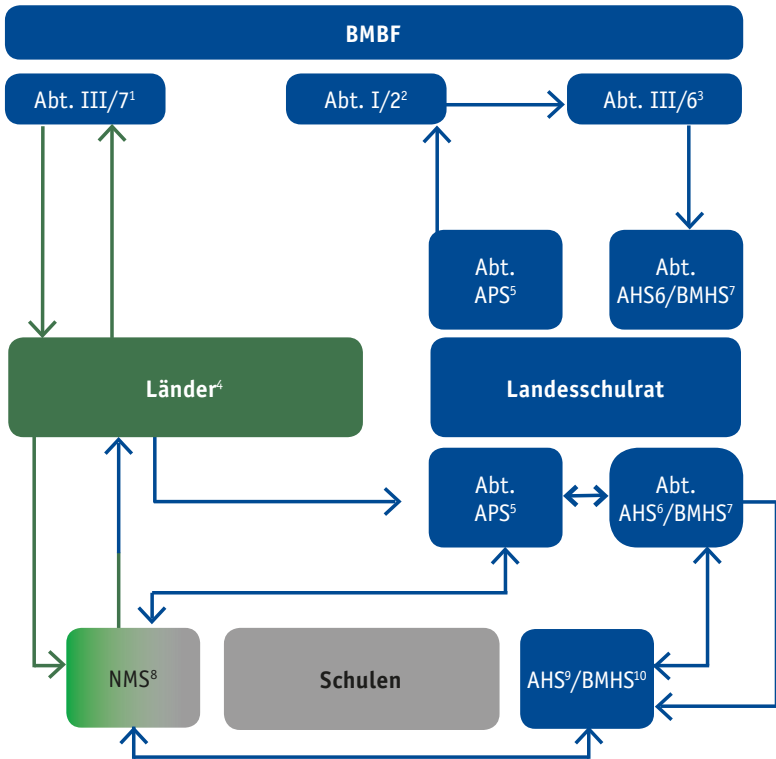 BMBF
Abt. III/7¹
Abt. I/2²
Abt. III/6³
Abt.
APS⁵
Abt.
AHS6/BMHS⁷
Länder⁴
Landesschulrat
Abt.
APS⁵
Abt.
AHS⁶/BMHS⁷
NMS⁸
Schulen
AHS⁹/BMHS¹⁰